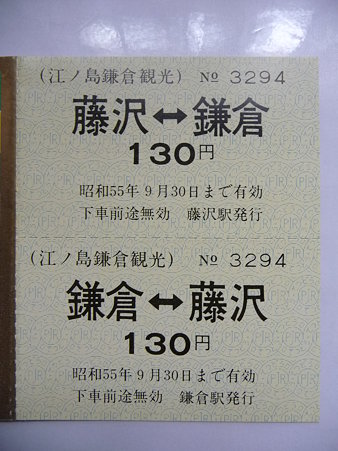 (江ノ島鎌倉観光) № 3294
藤沢↔鎌倉
130円
昭和55年9月30日まで有効
下車前途無効 藤沢駅発行
(江ノ島鎌倉観光) № 3294
鎌倉↔藤沢
130円
昭和55年9月30日まで有効
下車前途無効 鎌倉駅発行